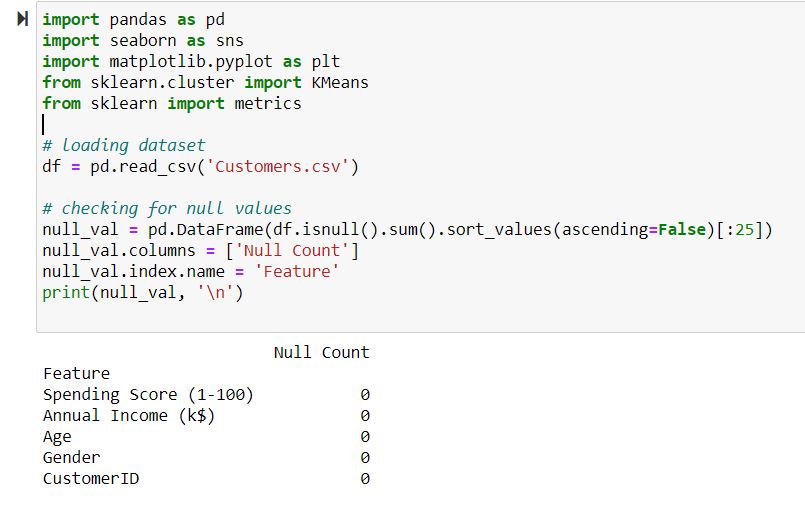 import pandas as pd
import seaborn as sns
import matplotlib.pyplot as plt
from sklearn.cluster import KMeans
from sklearn import metrics
# loading dataset
df = pd.read_csv('Customers.csv')
# checking for null values
null_val = pd.DataFrame(df.isnull().sum().sort_values(ascending=False)[:25])
null_val.columns = ['Null Count']
null_val.index.name = 'Feature'
print(null_val, '\n')
Null Count
Feature
Spending Score (1-100) 0
Annual Income (k$) 0
Age 0
Gender 0
CustomerID 0